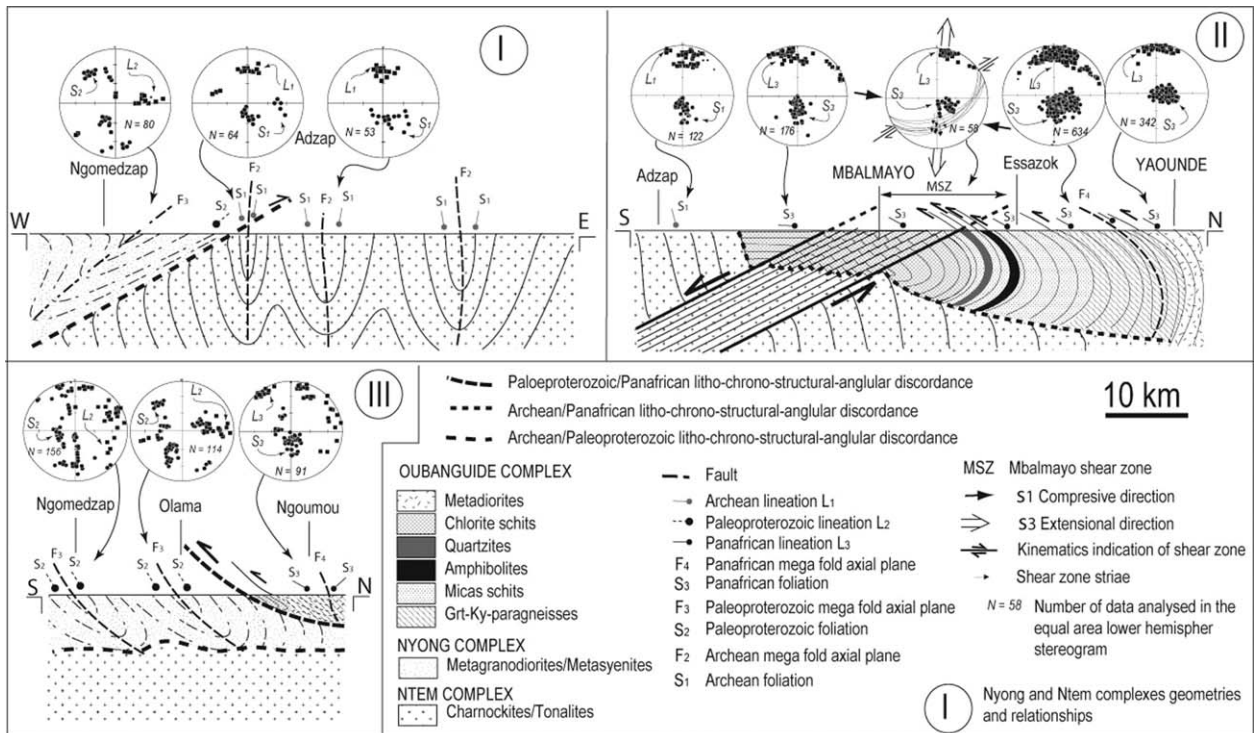 I
L2
S2
N = 80
L1
S1
N = 64
L1
S1
N = 53
Adzap
Ngomedzap
F3
S2
F2
S1
S1
S1
F2
S1
S1
F2
S1
W
E
II
L1
S1
N = 122
L3
S3
N = 176
L3
S3
N = 58
L3
S3
N = 634
L3
S3
N = 342
Adzap
MBALMAYO
MSZ
Essazok
YAOUNDE
S1
S3
S3
S3
S3
F4
S3
S
N
III
S2
L2
N = 156
S2
L2
N = 114
L3
S3
N = 91
Ngomedzap
Olama
Ngoumou
S2
F3
S2
F3
S2
S2
F4
S3
S3
S
N
Paloeproterozoic/Panafrican litho-chrono-structural-anglular discordance
Archean/Panafrican litho-chrono-structural-anglular discordance
Archean/Paleoproterozoic litho-chrono-structural-anglular discordance
10 km
OUBANGUIDE COMPLEX
Metadiorites
Chlorite schits
Quartzites
Amphibolites
Micas schits
Grt-Ky-paragneisses
NYONG COMPLEX
Metagranodiorites/Metasyenites
NTEM COMPLEX
Charnockites/Tonalites
Fault
Archean lineation L1
Paleoproterozoic lineation L2
Panafrican lineation L3
F4 Panafrican mega fold axial plane
S3 Panafrican foliation
F3 Paleoproterozoic mega fold axial plane
S2 Paleoproterozoic foliation
F2 Archean mega fold axial plane
S1 Archean foliation
MSZ Mbalmayo shear zone
S1 Compresive direction
S3 Extensional direction
Kinematics indication of shear zone
Shear zone striae
N = 58 Number of data analysed in the
equal area lower hemispher
stereogram
I Nyong and Ntem complexes geometries
and relationships